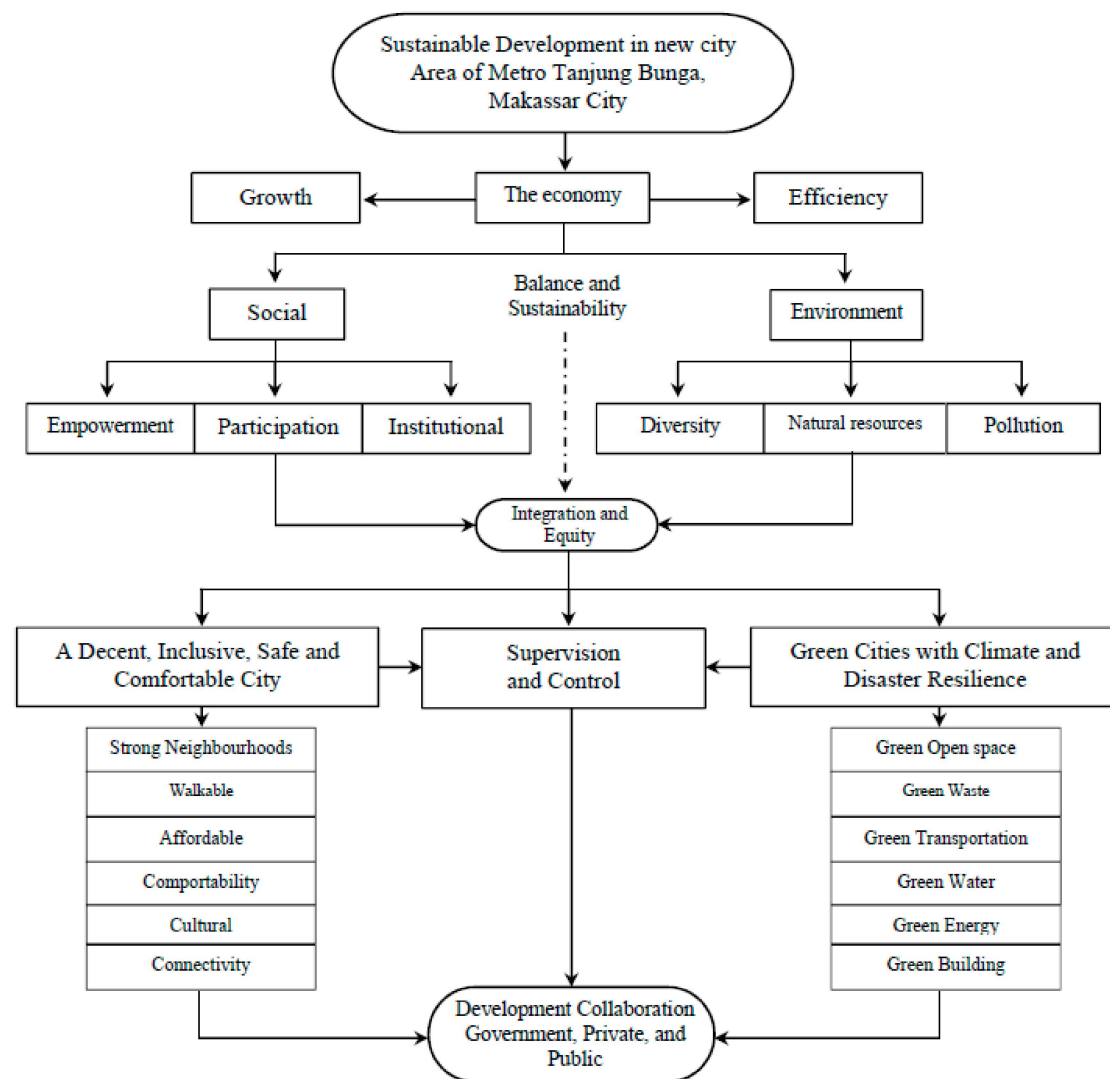 Sustainable Development in new city
Area of Metro Tanjung Bunga,
Makassar City
Growth
The economy
Efficiency
Balance and
Sustainability
Social
Environment
Empowerment
Participation
Institutional
Diversity
Natural resources
Pollution
Integration and
Equity
A Decent, Inclusive, Safe and
Comfortable City
Supervision
and Control
Green Cities with Climate and
Disaster Resilience
Strong Neighbourhoods
Walkable
Affordable
Comportability
Cultural
Connectivity
Green Open space
Green Waste
Green Transportation
Green Water
Green Energy
Green Building
Development Collaboration
Government, Private, and
Public